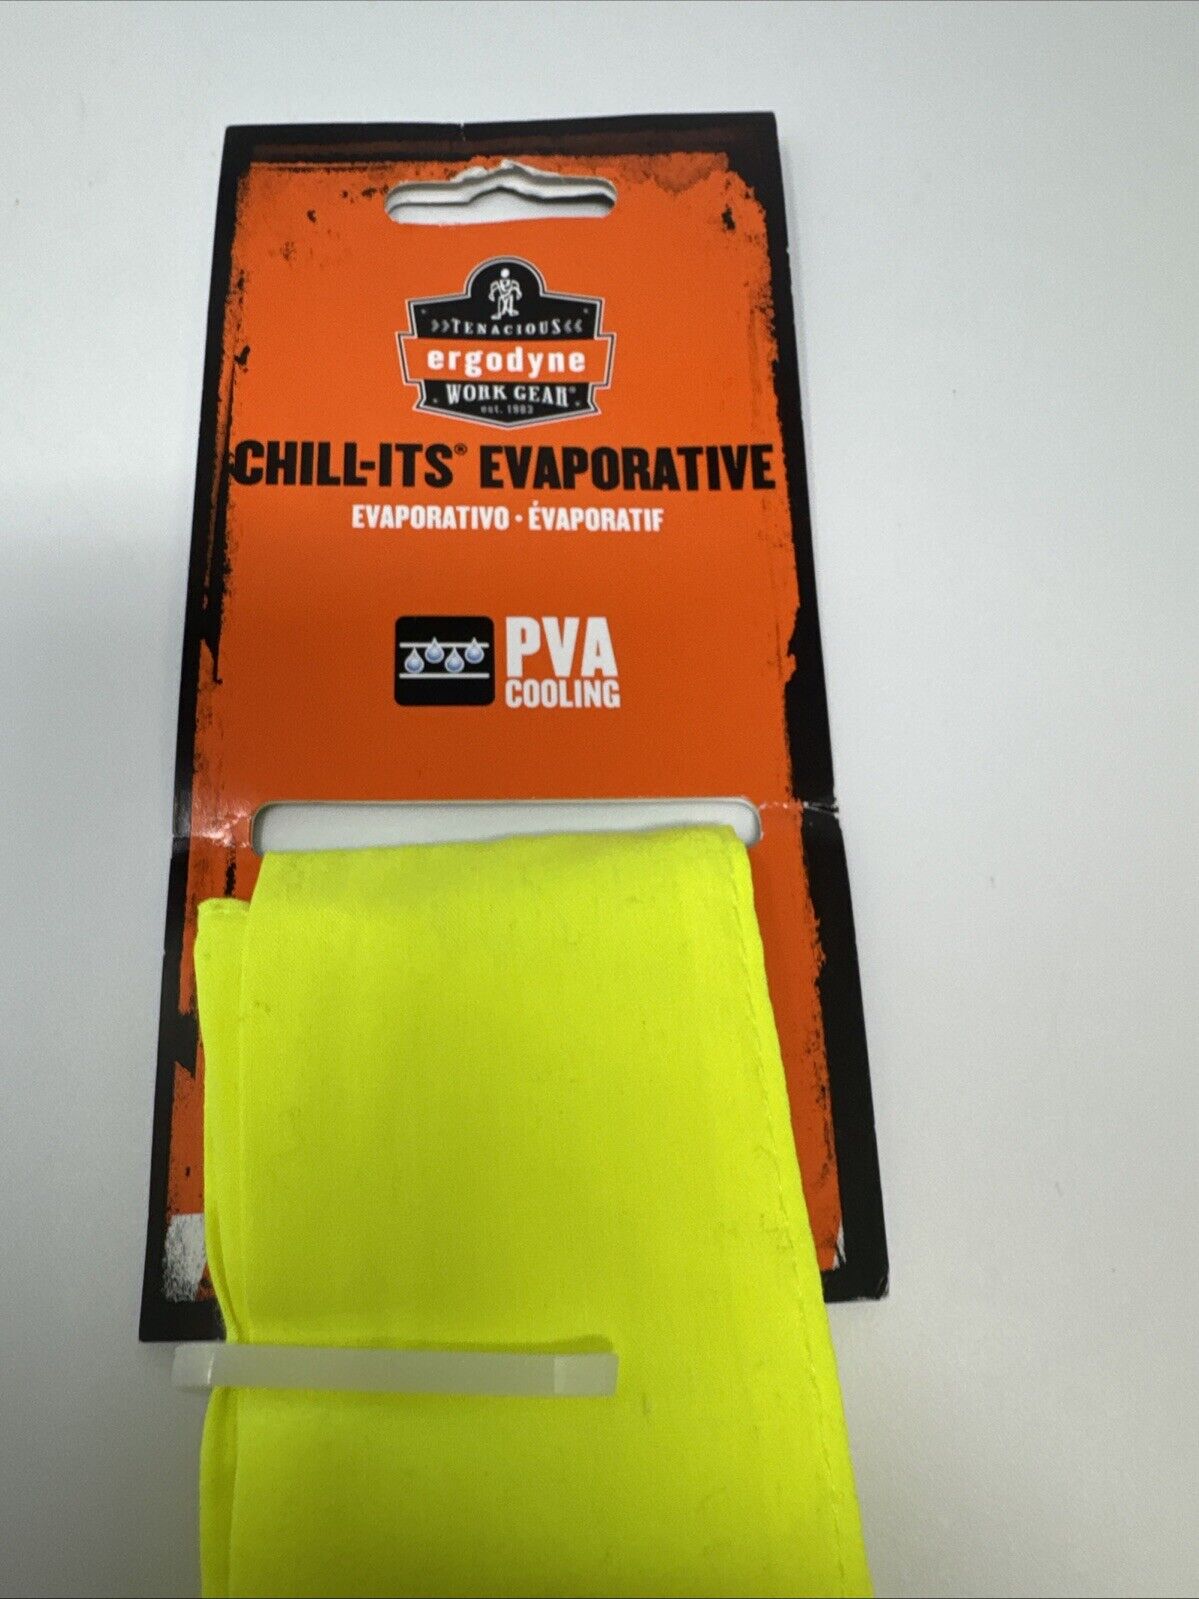 TENACIOUS
ergodyne
WORK GEAR®
est. 1983
CHILL-ITS® EVAPORATIVE
EVAPORATIVO • ÉVAPORATIF
PVA
COOLING